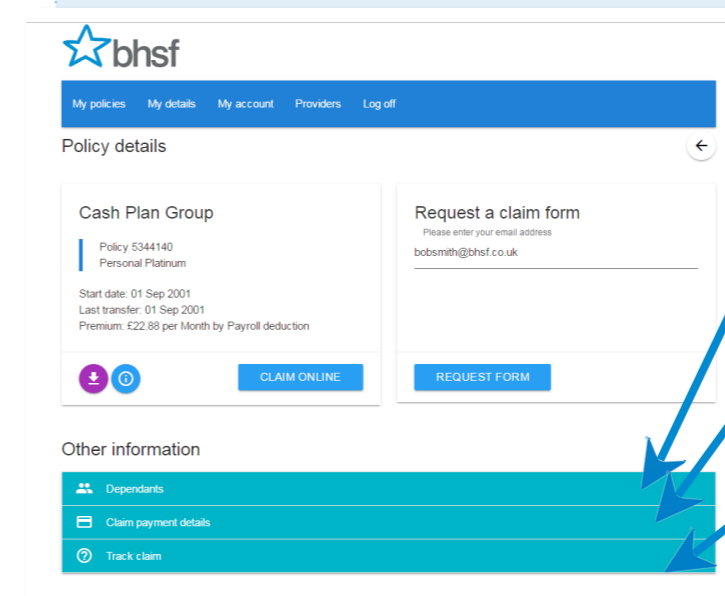 bhsf
My policies My details My account Providers Log off
Policy details
Cash Plan Group
Policy 5344140
Personal Platinum
Start date: 01 Sep 2001
Last transfer: 01 Sep 2001
Premium: £22.88 per Month by Payroll deduction
CLAIM ONLINE
Request a claim form
Please enter your email address
bobsmith@bhsf.co.uk
REQUEST FORM
Other information
Dependants
Claim payment details
Track claim